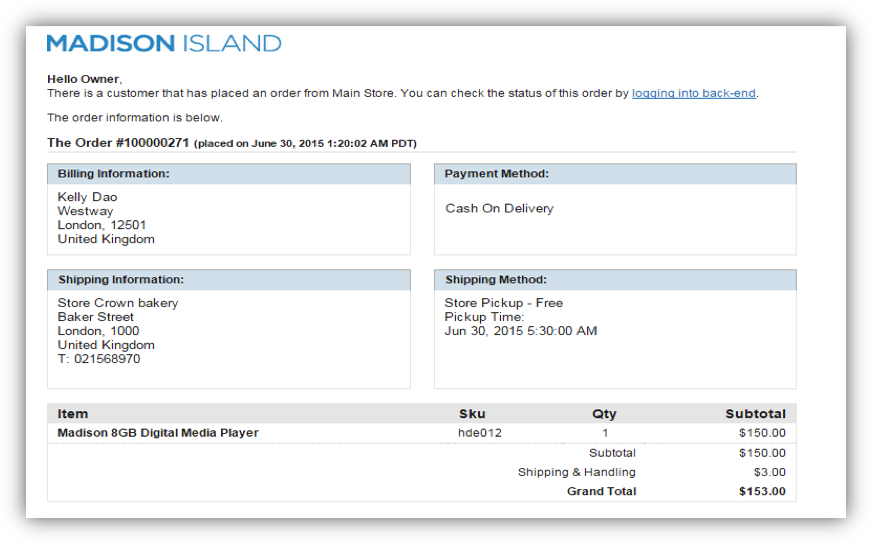 MADISON ISLAND
Hello Owner,
There is a customer that has placed an order from Main Store. You can check the status of this order by logging into back-end.
The order information is below.
The Order #100000271 (placed on June 30, 2015 1:20:02 AM PDT)
Billing Information:
Kelly Dao
Westway
London, 12501
United Kingdom
Payment Method:
Cash On Delivery
Shipping Information:
Store Crown bakery
Baker Street
London, 1000
United Kingdom
T: 021568970
Shipping Method:
Store Pickup - Free
Pickup Time:
Jun 30, 2015 5:30:00 AM
Item Sku Qty Subtotal
Madison 8GB Digital Media Player hde012 1 $150.00
Subtotal $150.00
Shipping & Handling $3.00
Grand Total $153.00